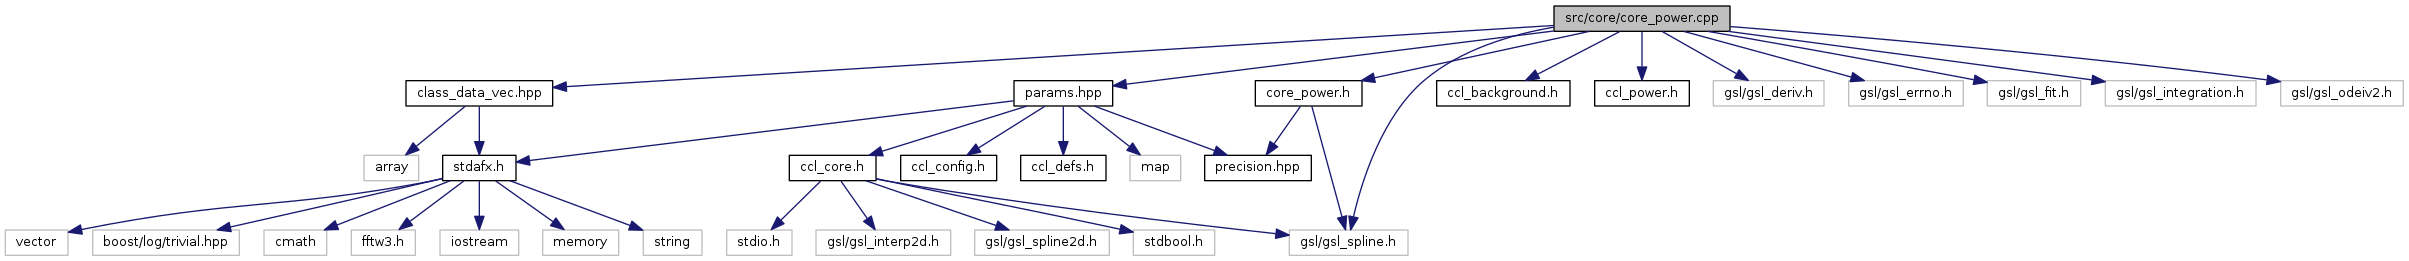 src/core/core_power.cpp
class_data_vec.hpp
params.hpp
core_power.h
ccl_background.h
ccl_power.h
gsl/gsl_deriv.h
gsl/gsl_errno.h
gsl/gsl_fit.h
gsl/gsl_integration.h
gsl/gsl_odeiv2.h
array
stdafx.h
ccl_core.h
ccl_config.h
ccl_defs.h
map
precision.hpp
vector
boost/log/trivial.hpp
cmath
fftw3.h
iostream
memory
string
stdio.h
gsl/gsl_interp2d.h
gsl/gsl_spline2d.h
stdbool.h
gsl/gsl_spline.h